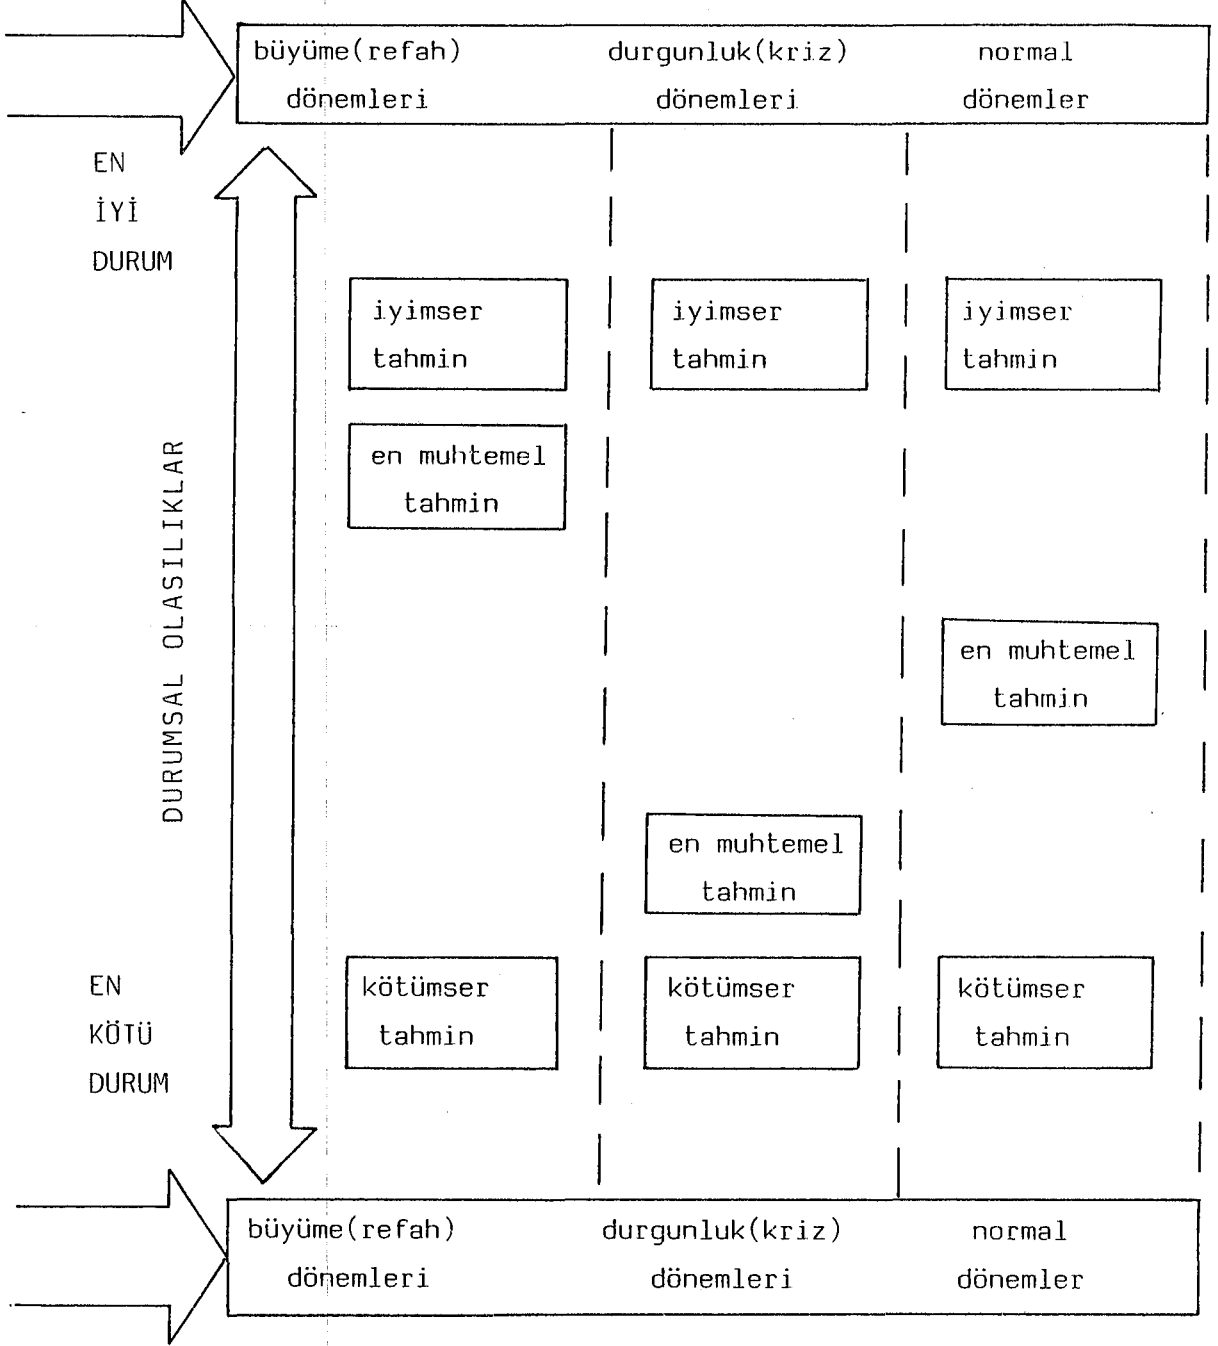 büyüme(refah) durgunluk(kriz) normal
dönemleri dönemleri dönemler
EN
İYİ
DURUM
iyimser iyimser iyimser
tahmin tahmin tahmin
en muhtemel
tahmin
DURUMSAL OLASILIKLAR
en muhtemel
tahmin
en muhtemel
tahmin
EN
KÖTÜ
DURUM
kötümser kötümser kötümser
tahmin tahmin tahmin
büyüme(refah) durgunluk(kriz) normal
dönemleri dönemleri dönemler